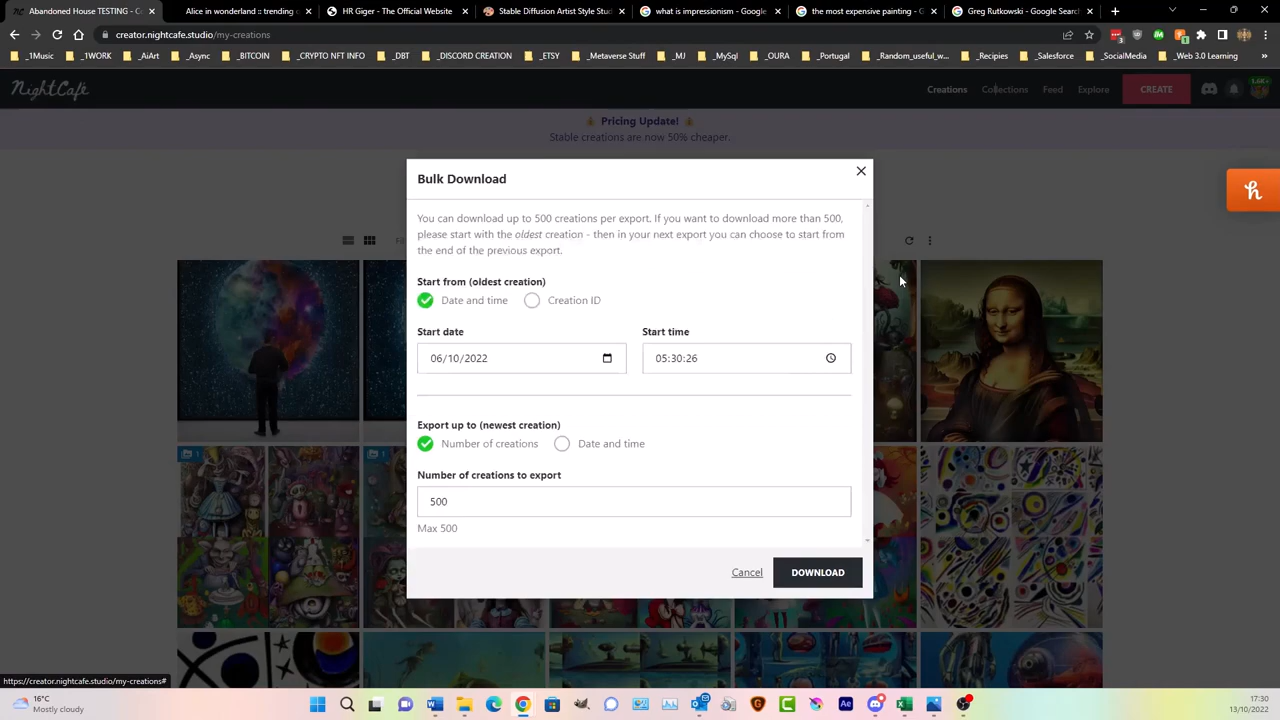 Abandoned House TESTING - C
Alice in wonderland :: trending c
HR Giger - The Official Website
Stable Diffusion Artist Style Stud
what is impressionism - Google
the most expensive painting - G
Greg Rutkowski - Google Search
creator.nightcafe.studio/my-creations
_1Music
_1WORK
_AiArt
_Async
_BITCOIN
_CRYPTO NFT INFO
_DBT
_DISCORD CREATION
_ETSY
_Metaverse Stuff
_MJ
_MySql
_OURA
_Portugal
_Random_useful_w...
_Recipies
_Salesforce
_SocialMedia
_Web 3.0 Learning
»
NightCafe
Creations
Collections
Feed
Explore
CREATE
1.6K+
Pricing Update!
Stable creations are now 50% cheaper.
Bulk Download
You can download up to 500 creations per export. If you want to download more than 500,
please start with the oldest creation - then in your next export you can choose to start from
the end of the previous export.
Start from (oldest creation)
Date and time
Creation ID
Start date
Start time
06/10/2022
05:30:26
Export up to (newest creation)
Number of creations
Date and time
Number of creations to export
500
Max 500
Cancel
DOWNLOAD
https://creator.nightcafe.studio/my-creations#
16°C
Mostly cloudy
17:30
13/10/2022